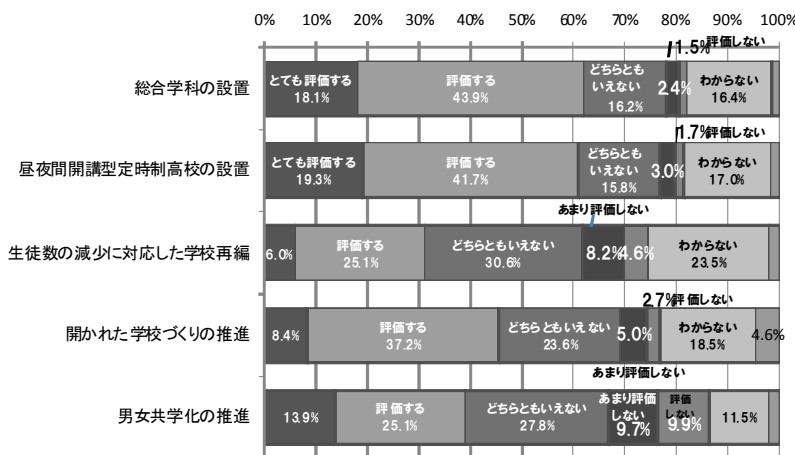 0% 10% 20% 30% 40% 50% 60% 70% 80% 90% 100%
1.5% 評価しない
総合学科の設置
とても評価する
18.1%
評価する
43.9%
どちらとも
いえない
16.2%
2.4%
わからない
16.4%
1.7% 評価しない
昼夜間開講型定時制高校の設置
とても評価する
19.3%
評価する
41.7%
どちらとも
いえない
15.8%
3.0%
わからない
17.0%
あまり評価しない
生徒数の減少に対応した学校再編
6.0%
評価する
25.1%
どちらともいえない
30.6%
8.2%
4.6%
わからない
23.5%
2.7% 評価しない
開かれた学校づくりの推進
8.4%
評価する
37.2%
どちらともいえない
23.6%
5.0%
わからない
18.5%
4.6%
あまり評価しない
男女共学化の推進
13.9%
評価する
25.1%
どちらともいえない
27.8%
あまり評価
しない
9.7%
評価
しない
9.9%
11.5%